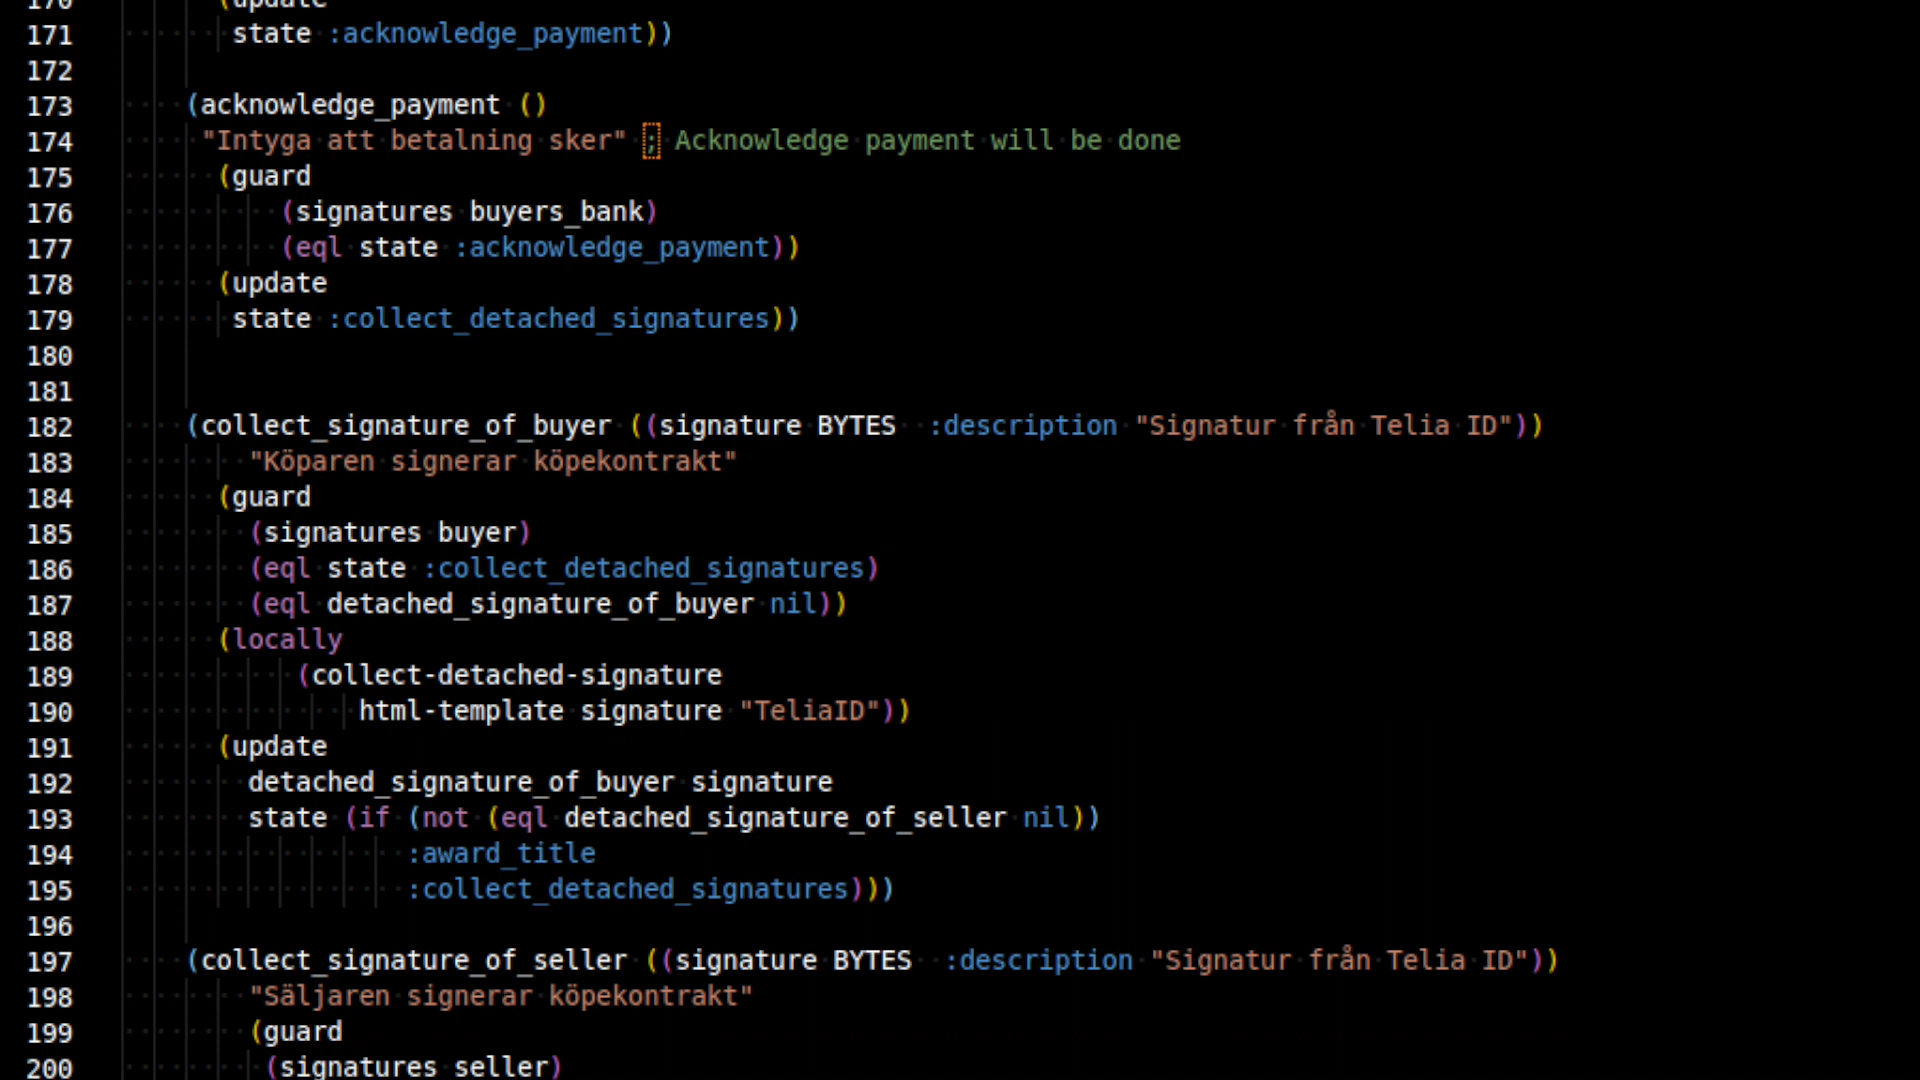 170 (update
171 state :acknowledge_payment))
172
173 (acknowledge_payment ()
174 "Intyga att betalning sker" ; Acknowledge payment will be done
175 (guard
176 (signatures buyers_bank)
177 (eql state :acknowledge_payment))
178 (update
179 state :collect_detached_signatures))
180
181
182 (collect_signature_of_buyer ((signature BYTES  :description "Signatur från Telia ID"))
183 "Köparen signerar köpekontrakt"
184 (guard
185 (signatures buyer)
186 (eql state :collect_detached_signatures)
187 (eql detached_signature_of_buyer nil))
188 (locally
189 (collect-detached-signature
190 html-template signature "TeliaID"))
191 (update
192 detached_signature_of_buyer signature
193 state (if (not (eql detached_signature_of_seller nil))
194 :award_title
195 :collect_detached_signatures)))
196
197 (collect_signature_of_seller ((signature BYTES  :description "Signatur från Telia ID"))
198 "Säljaren signerar köpekontrakt"
199 (guard
200 (signatures seller)